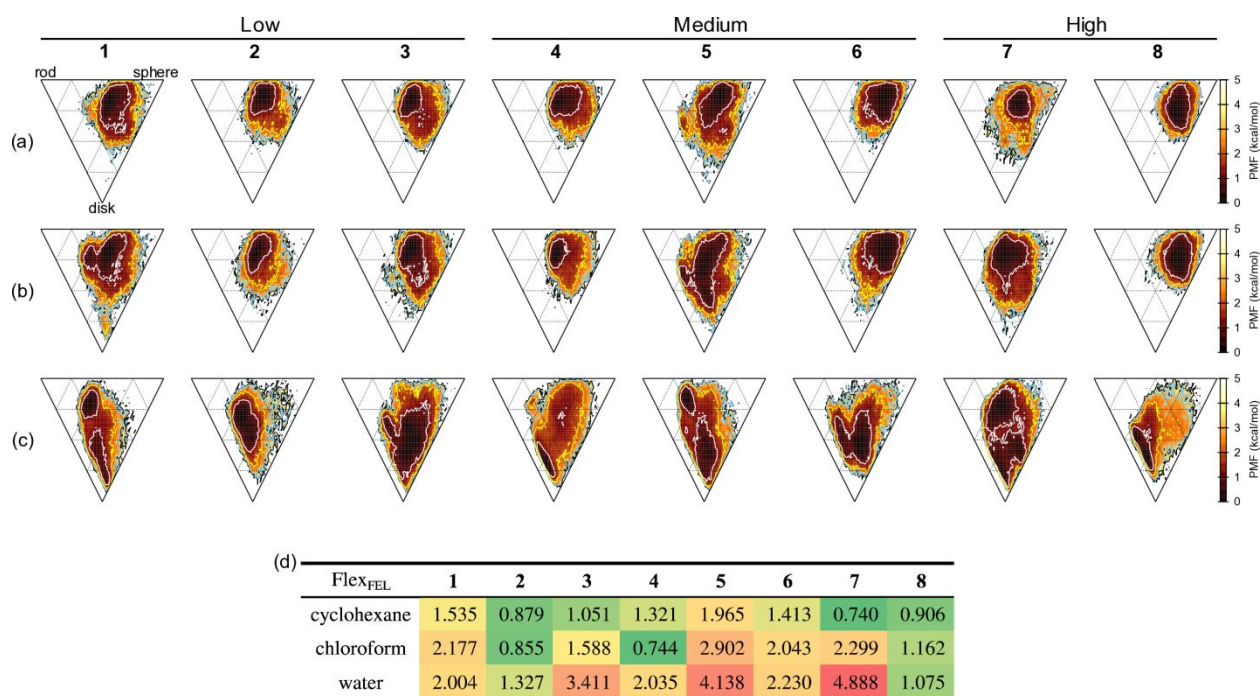 Low Medium High
1 2 3 4 5 6 7 8
rod sphere
disk
(a)
5
4
3
2
1
0
PMF (kcal/mol)
(b)
5
4
3
2
1
0
PMF (kcal/mol)
(c)
5
4
3
2
1
0
PMF (kcal/mol)
(d)
FlexFEL 1 2 3 4 5 6 7 8
cyclohexane 1.535 0.879 1.051 1.321 1.965 1.413 0.740 0.906
chloroform 2.177 0.855 1.588 0.744 2.902 2.043 2.299 1.162
water 2.004 1.327 3.411 2.035 4.138 2.230 4.888 1.075